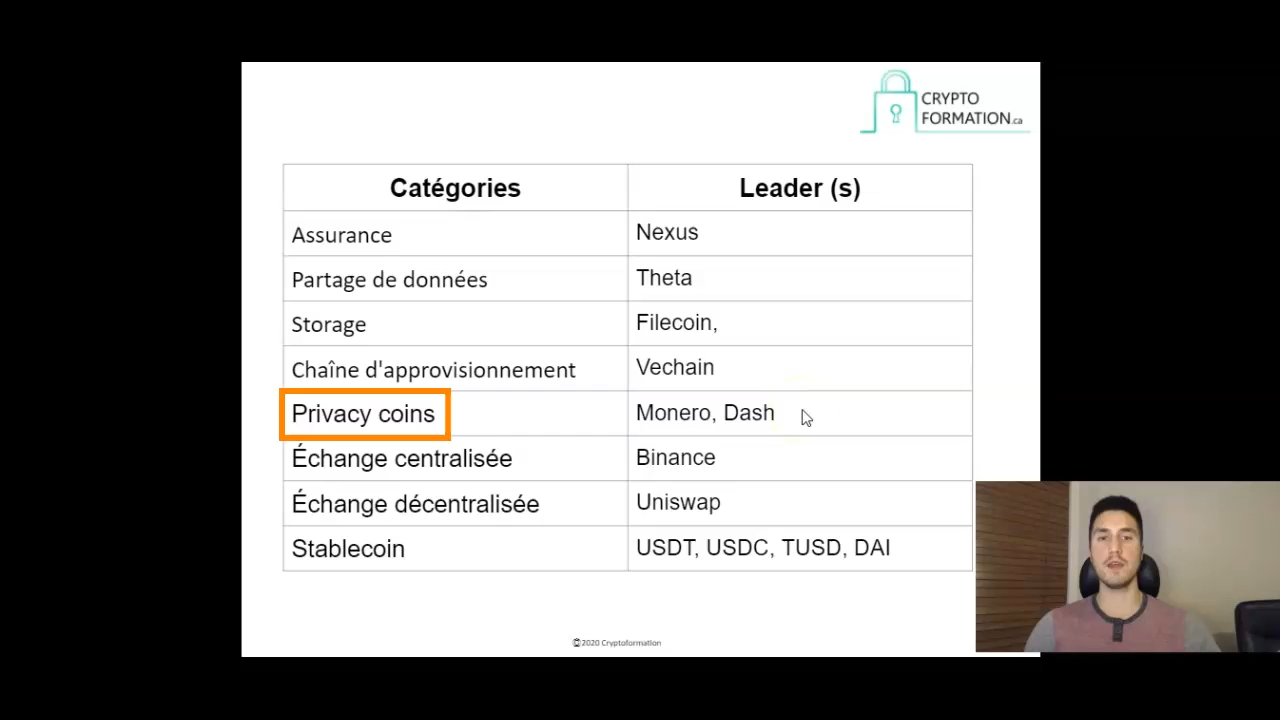 CRYPTO
FORMATION.ca
Catégories Leader (s)
Assurance Nexus
Partage de données Theta
Storage Filecoin,
Chaîne d'approvisionnement Vechain
Privacy coins Monero, Dash
Échange centralisée Binance
Échange décentralisée Uniswap
Stablecoin USDT, USDC, TUSD, DAI
©2020 Cryptoformation